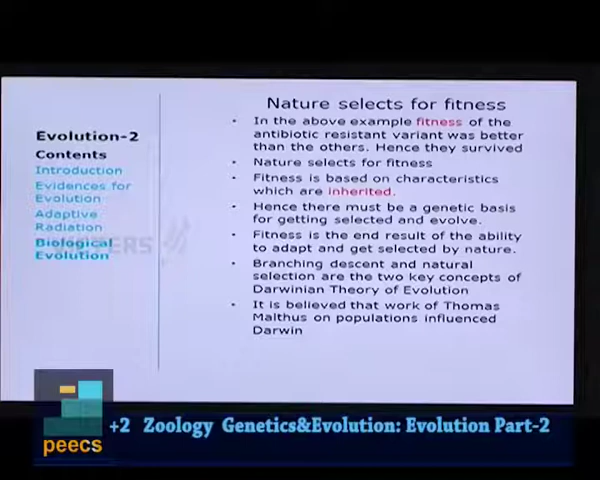 Nature selects for fitness
Evolution-2
Contents
Introduction
Evidences for
Evolution
Adaptive
Radiation
Biological
Evolution
• In the above example fitness of the
antibiotic resistant variant was better
than the others. Hence they survived
• Nature selects for fitness
• Fitness is based on characteristics
which are inherited.
• Hence there must be a genetic basis
for getting selected and evolve.
• Fitness is the end result of the ability
to adapt and get selected by nature.
• Branching descent and natural
selection are the two key concepts of
Darwinian Theory of Evolution
• It is believed that work of Thomas
Malthus on populations influenced
Darwin
peecs
+2 Zoology Genetics&Evolution: Evolution Part-2